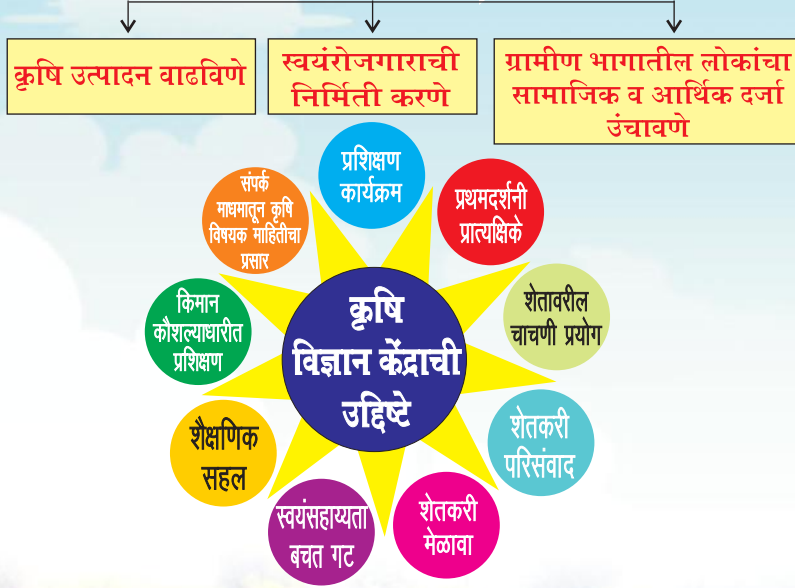 कृषि उत्पादन वाढविणे
स्वयंरोजगाराची
निर्मिती करणे
ग्रामीण भागातील लोकांचा
सामाजिक व आर्थिक दर्जा
उंचावणे
प्रशिक्षण
कार्यक्रम
प्रथमदर्शनी
प्रात्यक्षिके
शेतावरील
चाचणी प्रयोग
शेतकरी
परिसंवाद
शेतकरी
मेळावा
स्वयंसहाय्यता
बचत गट
शैक्षणिक
सहल
किमान
कौशल्याधारीत
प्रशिक्षण
संपर्क
माधमातून कृषि
विषयक माहितीचा
प्रसार
कृषि
विज्ञान केंद्राची
उद्दिष्टे